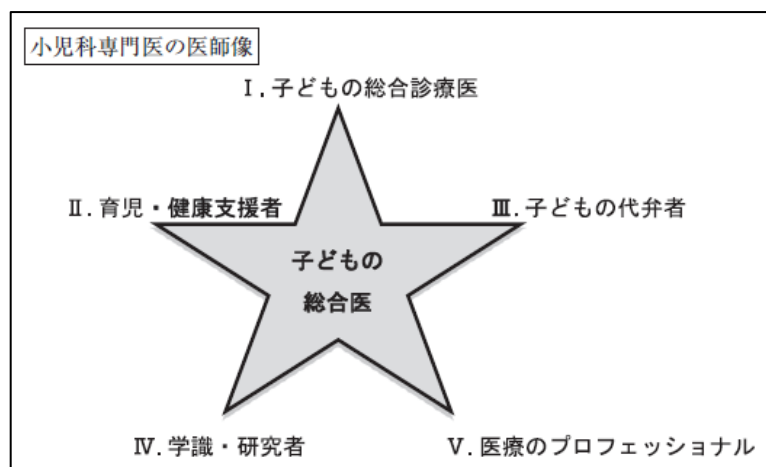 小児科専門医の医師像
Ⅰ.子どもの総合診療医
Ⅱ.育児・健康支援者
Ⅲ.子どもの代弁者
子どもの
総合医
Ⅳ.学識・研究者
Ⅴ.医療のプロフェッショナル